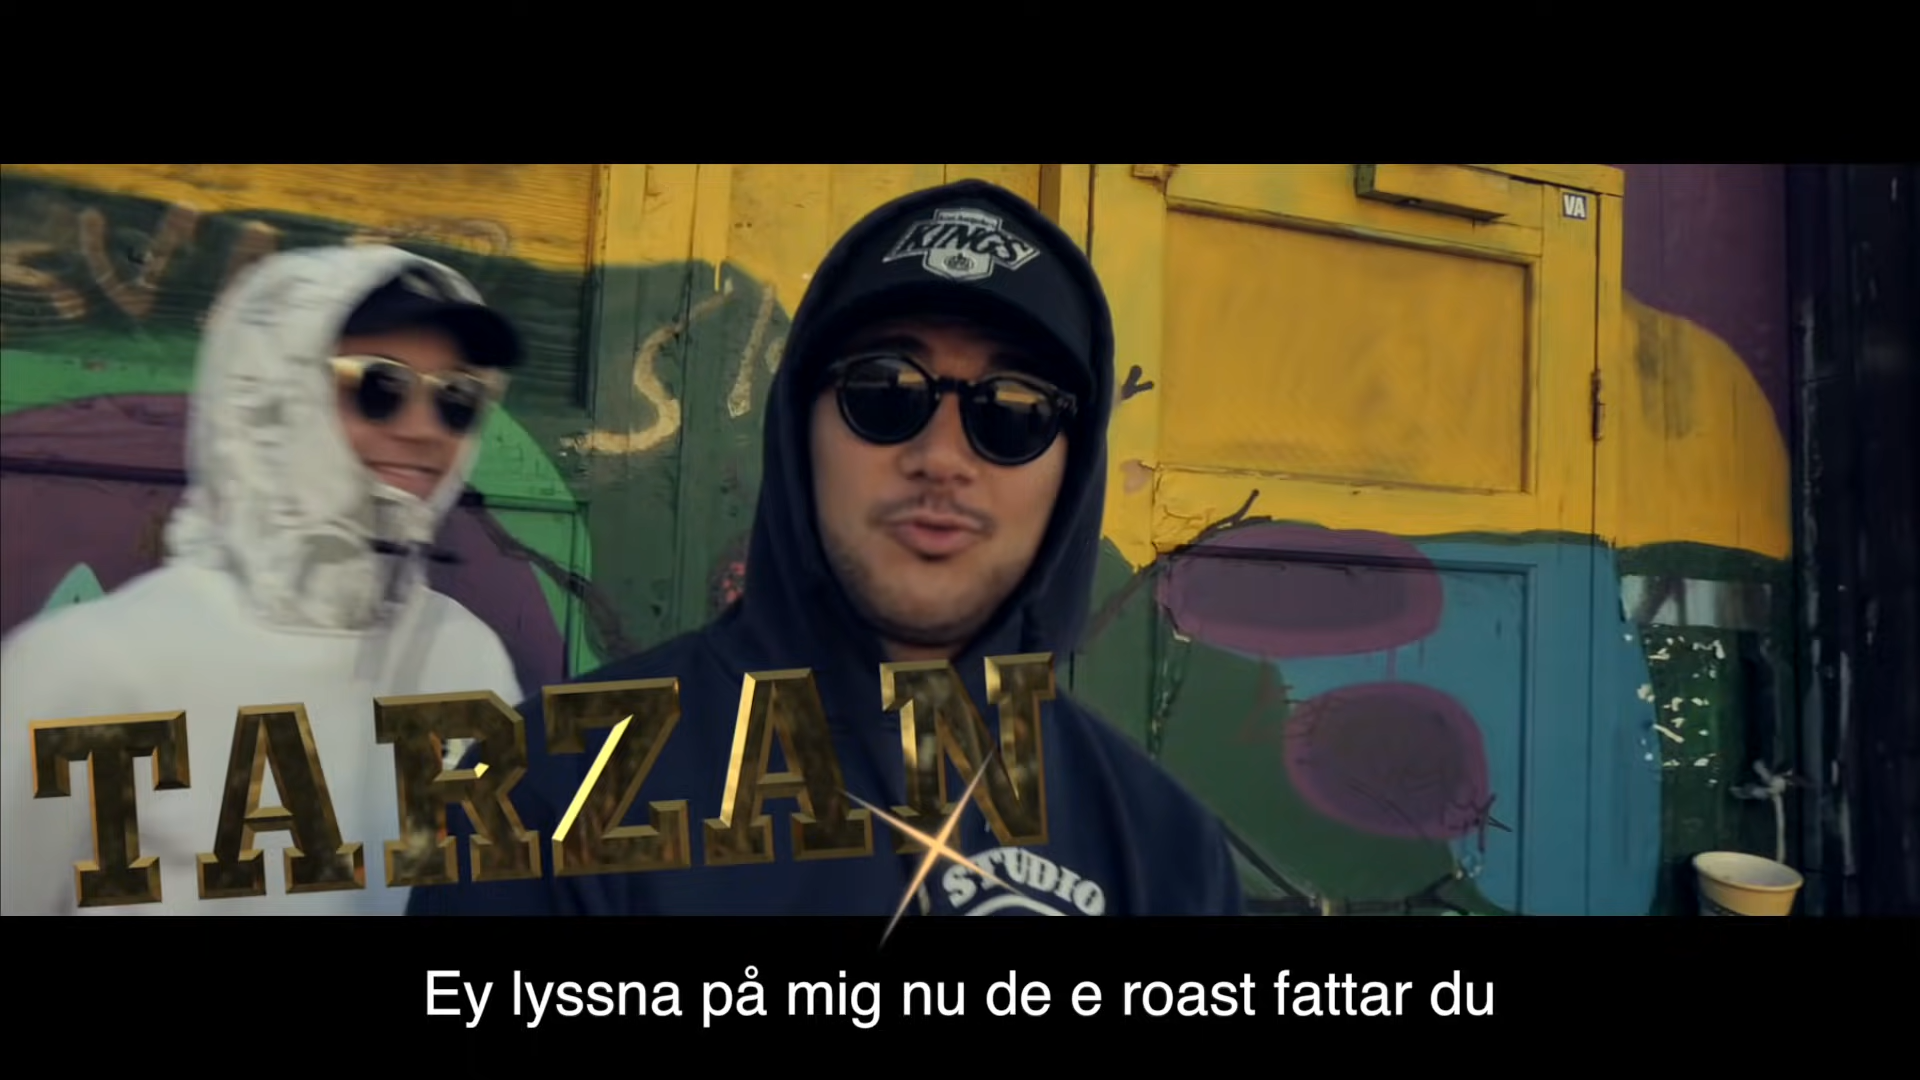 VA
KINGS
TARZAN
STUDIO
Ey lyssna på mig nu de e roast fattar du